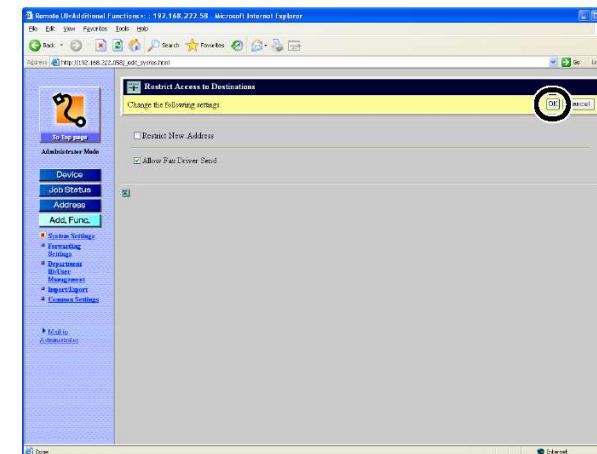 Remote UI<Additional Functions>: : 192.168.222.58 - Microsoft Internet Explorer
File Edit View Favorites Tools Help
Back Search Favorites
Address Go
Restrict Access to Destinations
Change the following settings OK Cancel
Restrict New Address
Allow Fax Driver Send
To Top page
Administrator Mode
Device
Job Status
Address
Add. Func.
System Settings
Forwarding
Settings
Department
ID/User
Management
Import/Export
Common Settings
Mail to
Administrator
Done Internet